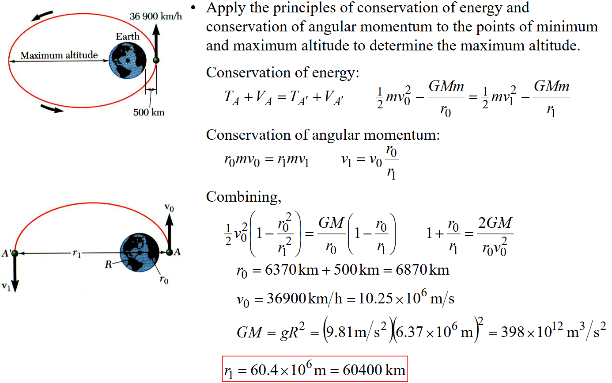 36 900 km/h
Earth
Maximum altitude
500 km
• Apply the principles of conservation of energy and
conservation of angular momentum to the points of minimum
and maximum altitude to determine the maximum altitude.
Conservation of energy:
T_A + V_A = T_A′ + V_A′   ½mv₀² − GMm/r₀ = ½mv₁² − GMm/r₁
Conservation of angular momentum:
r₀mv₀ = r₁mv₁   v₁ = v₀ r₀/r₁
Combining,
½v₀²(1 − r₀²/r₁²) = GM/r₀ (1 − r₀/r₁)   1 + r₀/r₁ = 2GM/r₀v₀²
r₀ = 6370 km + 500 km = 6870 km
v₀ = 36900 km/h = 10.25 × 10⁶ m/s
GM = gR² = (9.81 m/s²)(6.37 × 10⁶ m)² = 398 × 10¹² m³/s²
r₁ = 60.4 × 10⁶ m = 60400 km
v₀
A′
r₁
A
R
r₀
v₁